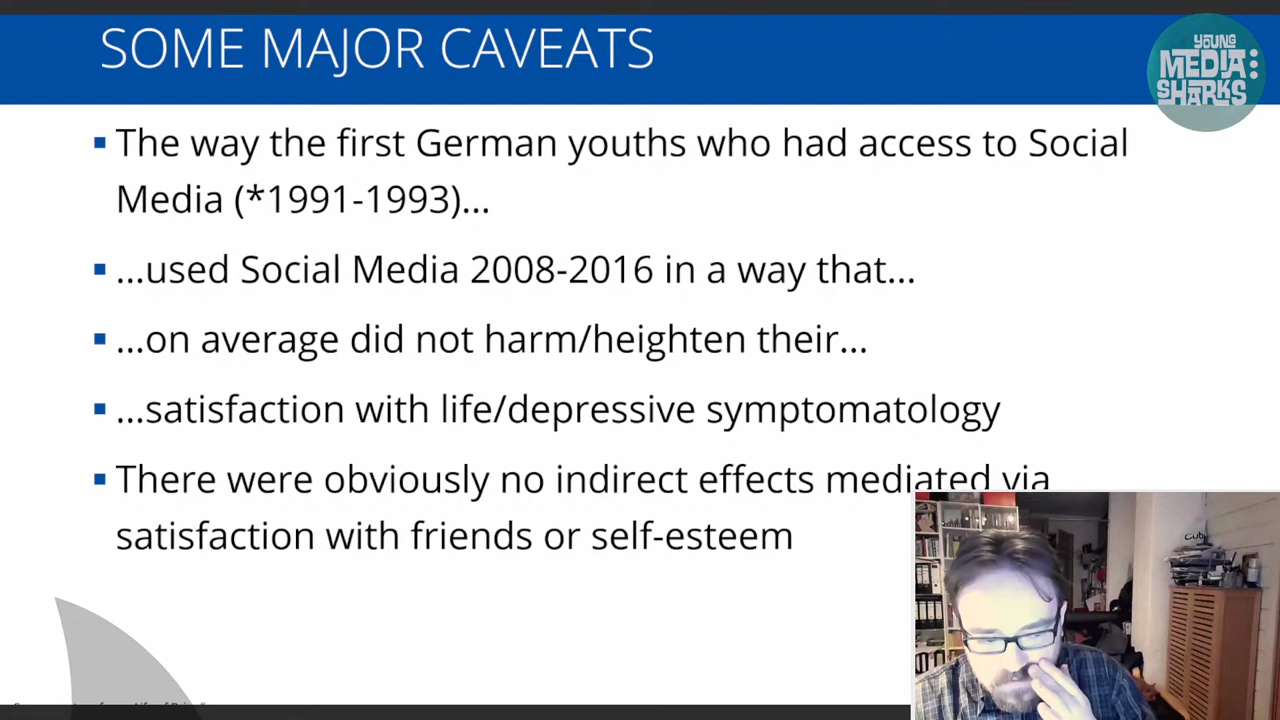 SOME MAJOR CAVEATS
YOUNG
MEDIA:
SHARKS
The way the first German youths who had access to Social
Media (*1991-1993)...
...used Social Media 2008-2016 in a way that...
...on average did not harm/heighten their...
...satisfaction with life/depressive symptomatology
There were obviously no indirect effects mediated via
satisfaction with friends or self-esteem